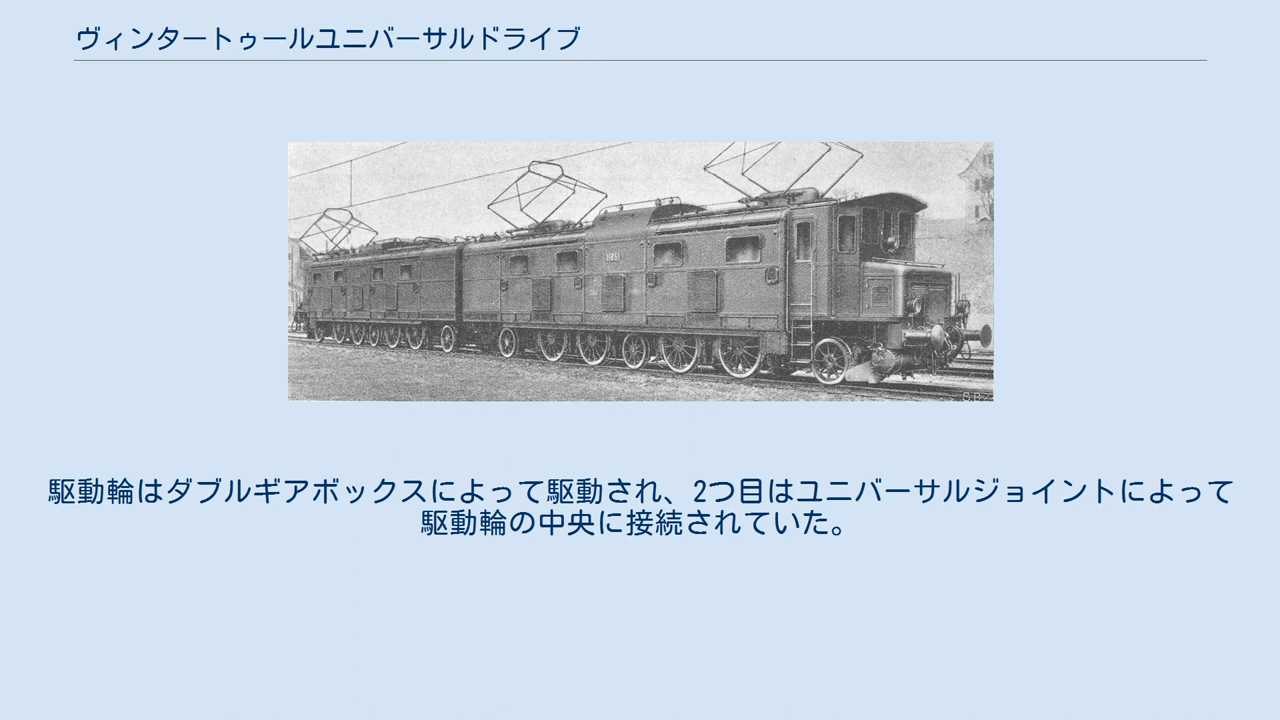 ヴィンタートゥールユニバーサルドライブ
駆動輪はダブルギアボックスによって駆動され、2つ目はユニバーサルジョイントによって
駆動輪の中央に接続されていた。